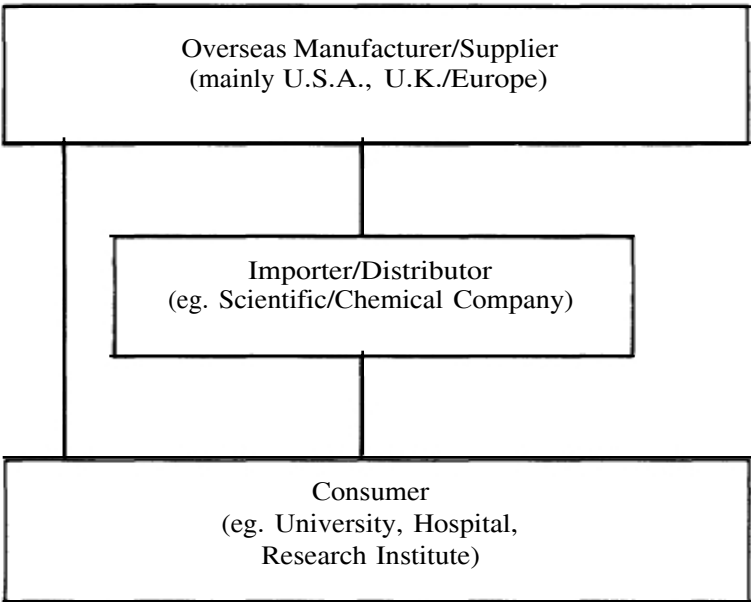 Overseas Manufacturer/Supplier
(mainly U.S.A., U.K./Europe)
Importer/Distributor
(eg. Scientific/Chemical Company)
Consumer
(eg. University, Hospital,
Research Institute)